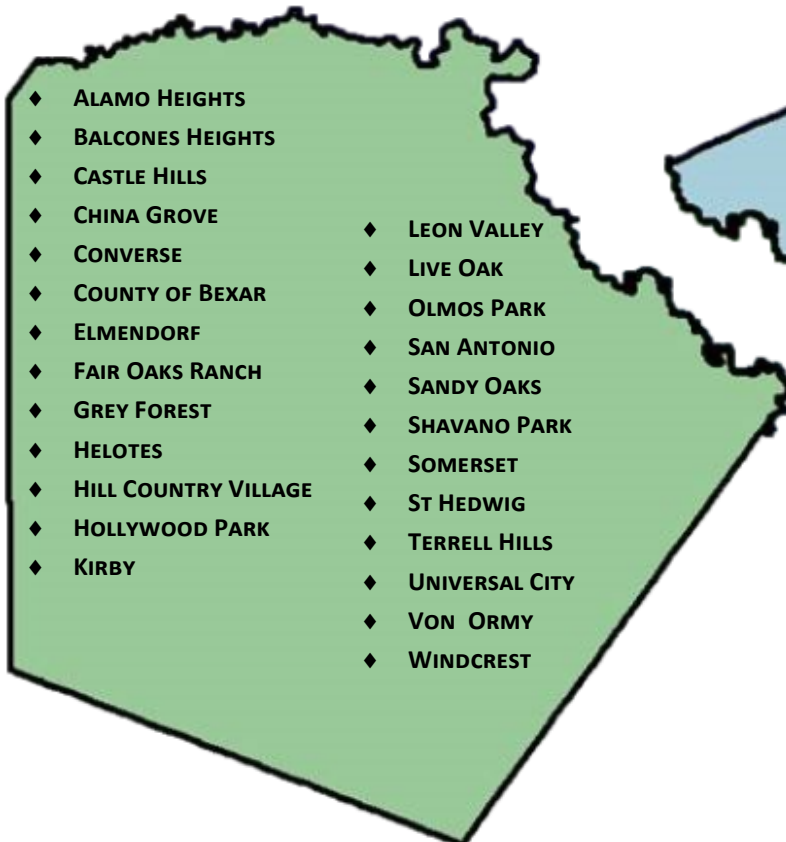 ♦ ALAMO HEIGHTS
♦ BALCONES HEIGHTS
♦ CASTLE HILLS
♦ CHINA GROVE
♦ CONVERSE
♦ COUNTY OF BEXAR
♦ ELMENDORF
♦ FAIR OAKS RANCH
♦ GREY FOREST
♦ HELOTES
♦ HILL COUNTRY VILLAGE
♦ HOLLYWOOD PARK
♦ KIRBY
♦ LEON VALLEY
♦ LIVE OAK
♦ OLMOS PARK
♦ SAN ANTONIO
♦ SANDY OAKS
♦ SHAVANO PARK
♦ SOMERSET
♦ ST HEDWIG
♦ TERRELL HILLS
♦ UNIVERSAL CITY
♦ VON ORMY
♦ WINDCREST